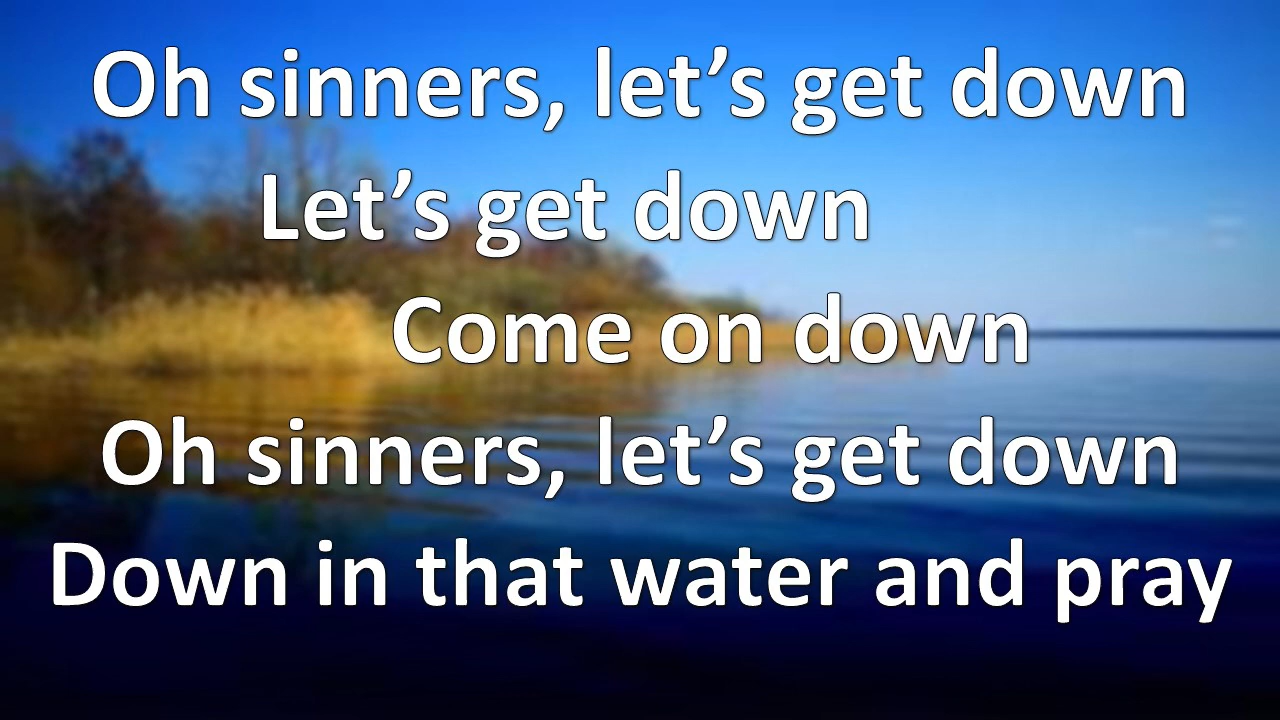 Oh sinners, let’s get down
Let’s get down
Come on down
Oh sinners, let’s get down
Down in that water and pray